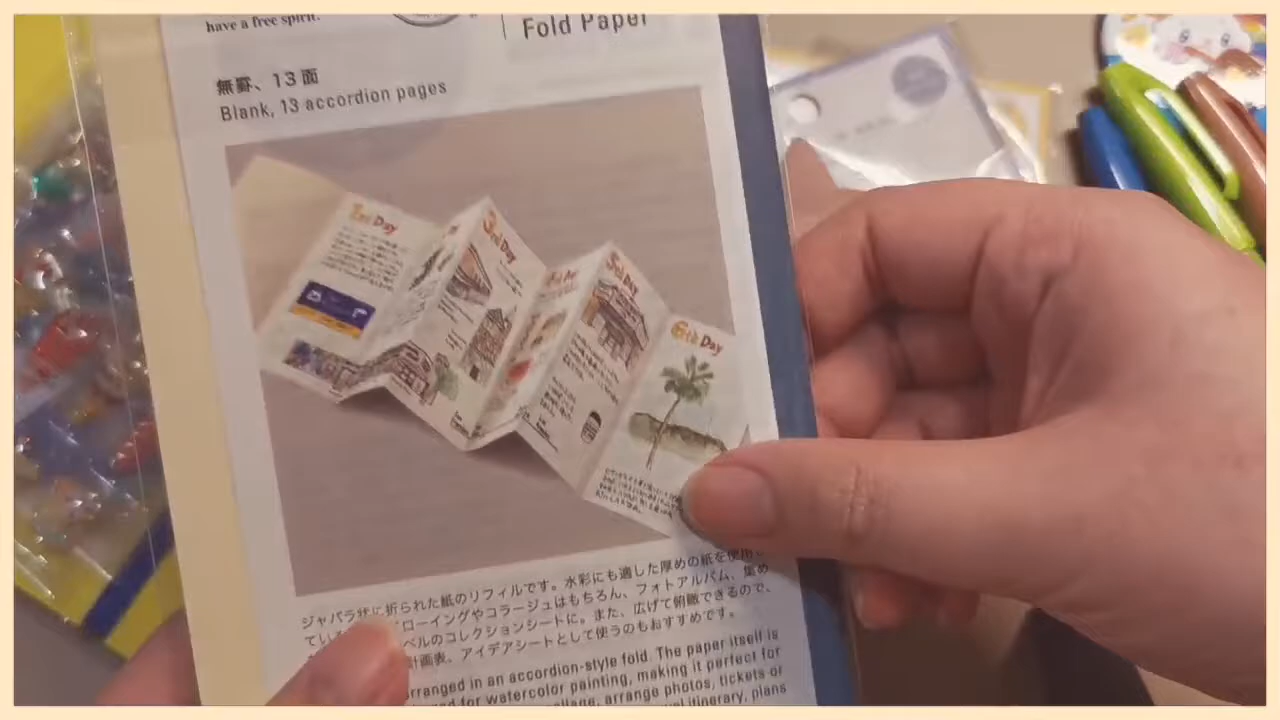 have a free spirit.
Fold Paper
無罫、13面
Blank, 13 accordion pages
1st Day
3rd Day
5th Day
6th Day
ジャバラ状に折られた紙のリフィルです。水彩にも適した厚めの紙を使用
てい ローイングやコラージュはもちろん、フォトアルバム、集め
ベルのコレクションシートに。また、広げて俯瞰できるので、
計画表、アイデアシートとして使うのもおすすめです。
rranged in an accordion-style fold. The paper itself is
ed for watercolor painting, making it perfect for
llage, arrange photos, tickets or
el itinerary, plans